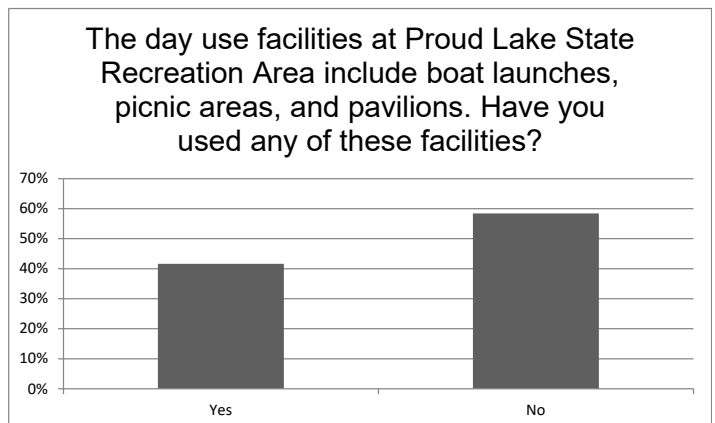 The day use facilities at Proud Lake State
Recreation Area include boat launches,
picnic areas, and pavilions. Have you
used any of these facilities?
70%
60%
50%
40%
30%
20%
10%
0%
Yes No